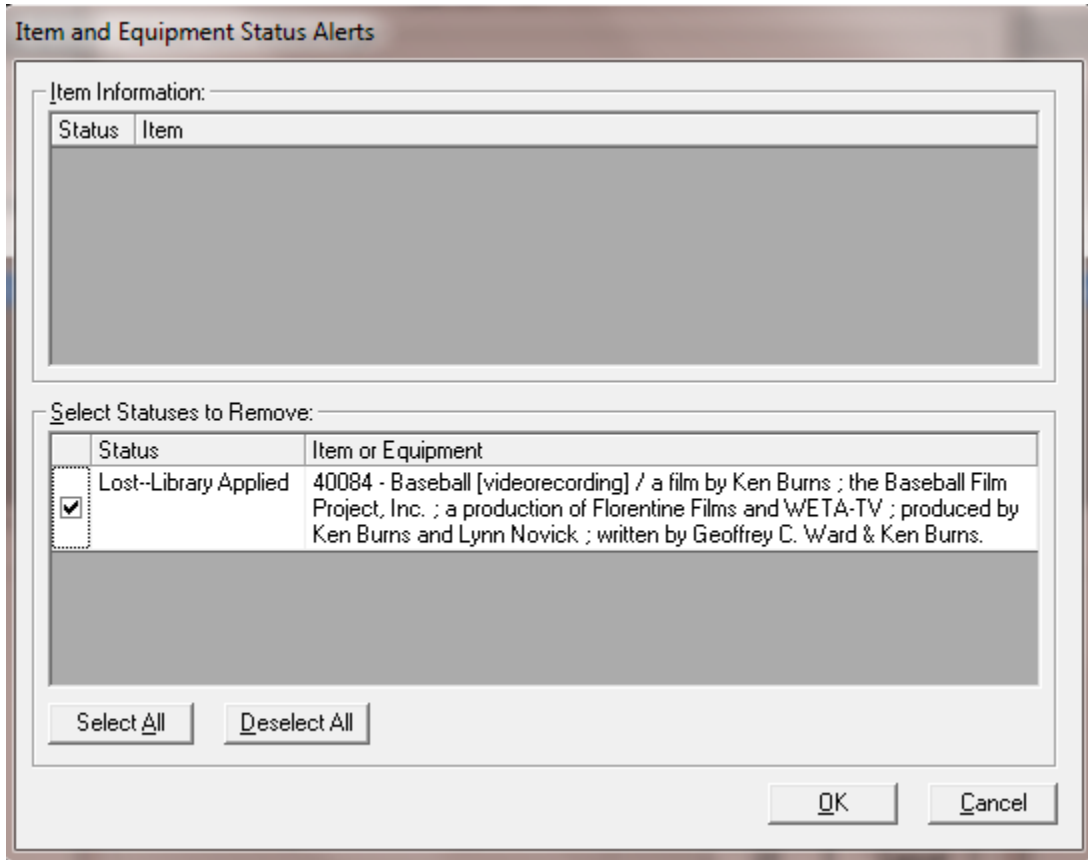 Item and Equipment Status Alerts
Item Information:
Status Item
Select Statuses to Remove:
Status Item or Equipment
Lost--Library Applied 40084 - Baseball [videorecording] / a film by Ken Burns ; the Baseball Film
Project, Inc. ; a production of Florentine Films and WETA-TV ; produced by
Ken Burns and Lynn Novick ; written by Geoffrey C. Ward & Ken Burns.
Select All Deselect All
OK Cancel